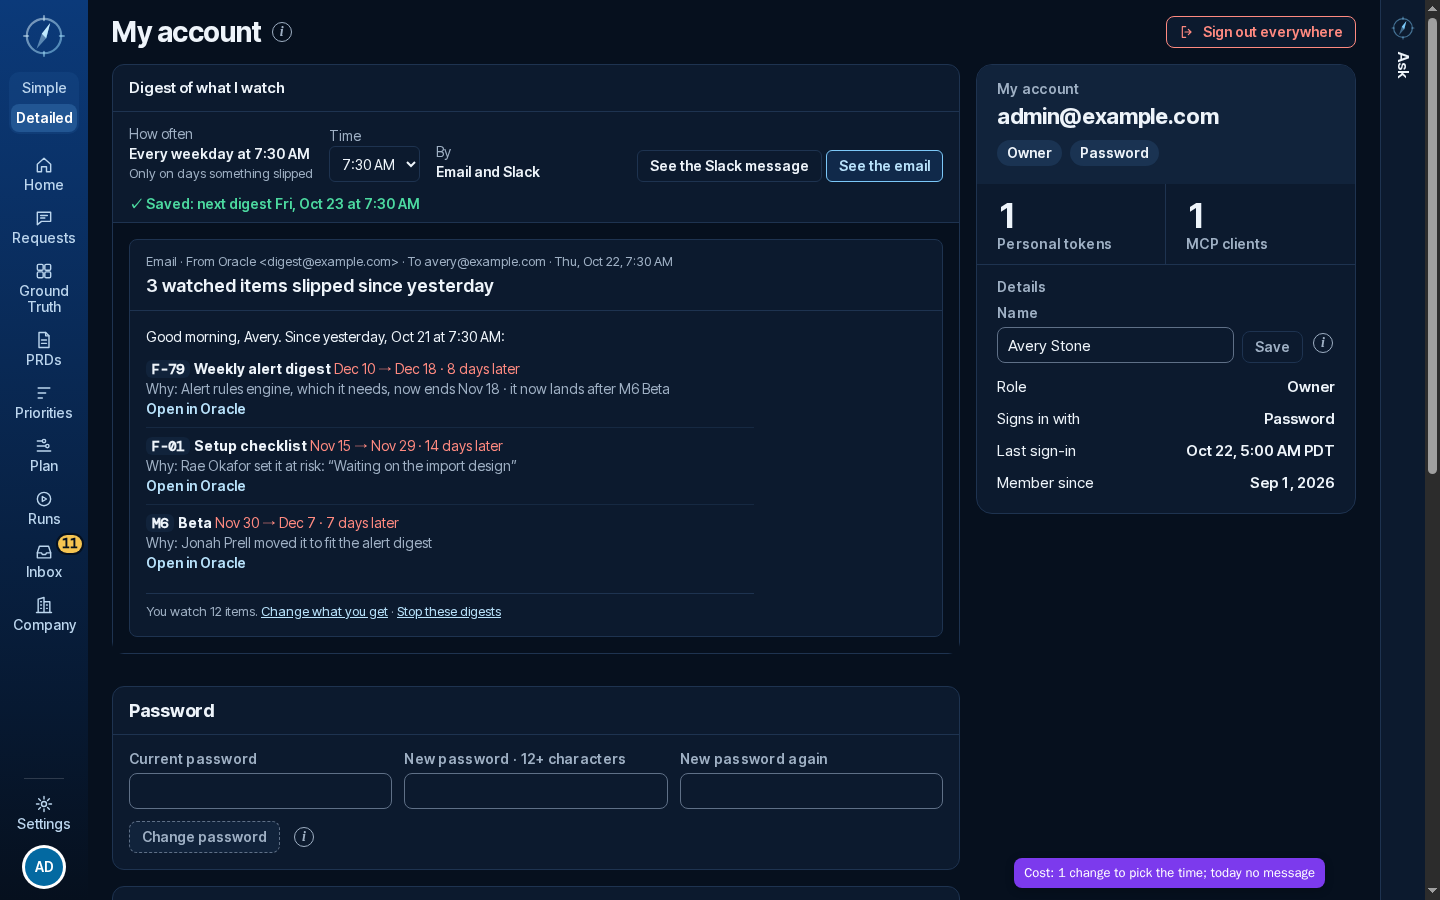 Simple
Detailed
Home
Requests
Ground
Truth
PRDs
Priorities
Plan
Runs
11
Inbox
Company
Settings
AD
My account
i
Sign out everywhere
Digest of what I watch
How often
Every weekday at 7:30 AM
Only on days something slipped
Time
7:30 AM
By
Email and Slack
See the Slack message
See the email
✓ Saved: next digest Fri, Oct 23 at 7:30 AM
Email · From Oracle <digest@example.com> · To avery@example.com · Thu, Oct 22, 7:30 AM
3 watched items slipped since yesterday
Good morning, Avery. Since yesterday, Oct 21 at 7:30 AM:
F-79 Weekly alert digest Dec 10 → Dec 18 · 8 days later
Why: Alert rules engine, which it needs, now ends Nov 18 · it now lands after M6 Beta
Open in Oracle
F-01 Setup checklist Nov 15 → Nov 29 · 14 days later
Why: Rae Okafor set it at risk: “Waiting on the import design”
Open in Oracle
M6 Beta Nov 30 → Dec 7 · 7 days later
Why: Jonah Prell moved it to fit the alert digest
Open in Oracle
You watch 12 items. Change what you get · Stop these digests
Password
Current password
New password · 12+ characters
New password again
Change password
i
My account
admin@example.com
Owner
Password
1
Personal tokens
1
MCP clients
Details
Name
Avery Stone
Save
i
Role Owner
Signs in with Password
Last sign-in Oct 22, 5:00 AM PDT
Member since Sep 1, 2026
Cost: 1 change to pick the time; today no message
Ask